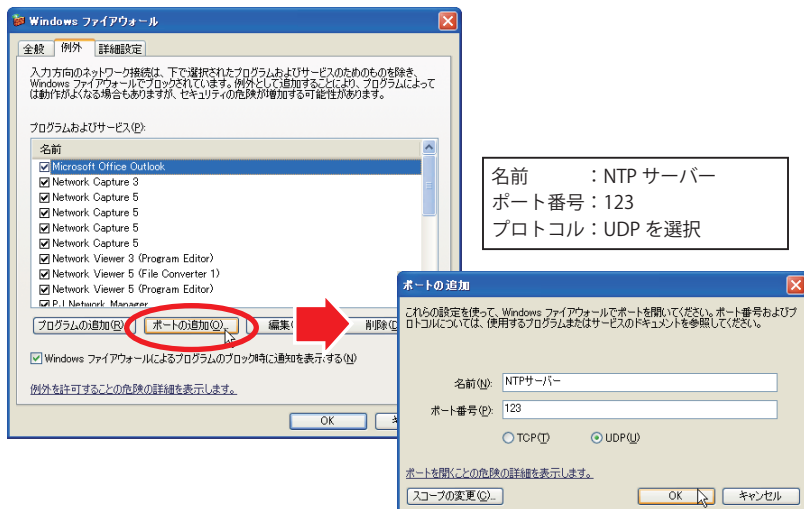 Windows ファイアウォール
全般 例外 詳細設定
入力方向のネットワーク接続は、下で選択されたプログラムおよびサービスのためのものを除き、
Windows ファイアウォールでブロックされています。例外として追加することにより、プログラムによって
は動作がよくなる場合もありますが、セキュリティの危険が増加する可能性があります。
プログラムおよびサービス(P):
名前
Microsoft Office Outlook
Network Capture 3
Network Capture 5
Network Capture 5
Network Capture 5
Network Capture 5
Network Viewer 3 (Program Editor)
Network Viewer 5 (File Converter 1)
Network Viewer 5 (Program Editor)
P.J Network Manager
プログラムの追加(R)... ポートの追加(O)... 編集( 削除(D
Windows ファイアウォールによるプログラムのブロック時に通知を表示する(N)
例外を許可することの危険の詳細を表示します。
OK キ
名前 ：NTP サーバー
ポート番号：123
プロトコル：UDP を選択
ポートの追加
これらの設定を使って、Windows ファイアウォールでポートを開いてください。ポート番号およびプ
ロトコルについては、使用するプログラムまたはサービスのドキュメントを参照してください。
名前(N): NTPサーバー
ポート番号(P): 123
TCP(T) UDP(U)
ポートを開くことの危険の詳細を表示します。
スコープの変更(C)... OK キャンセル